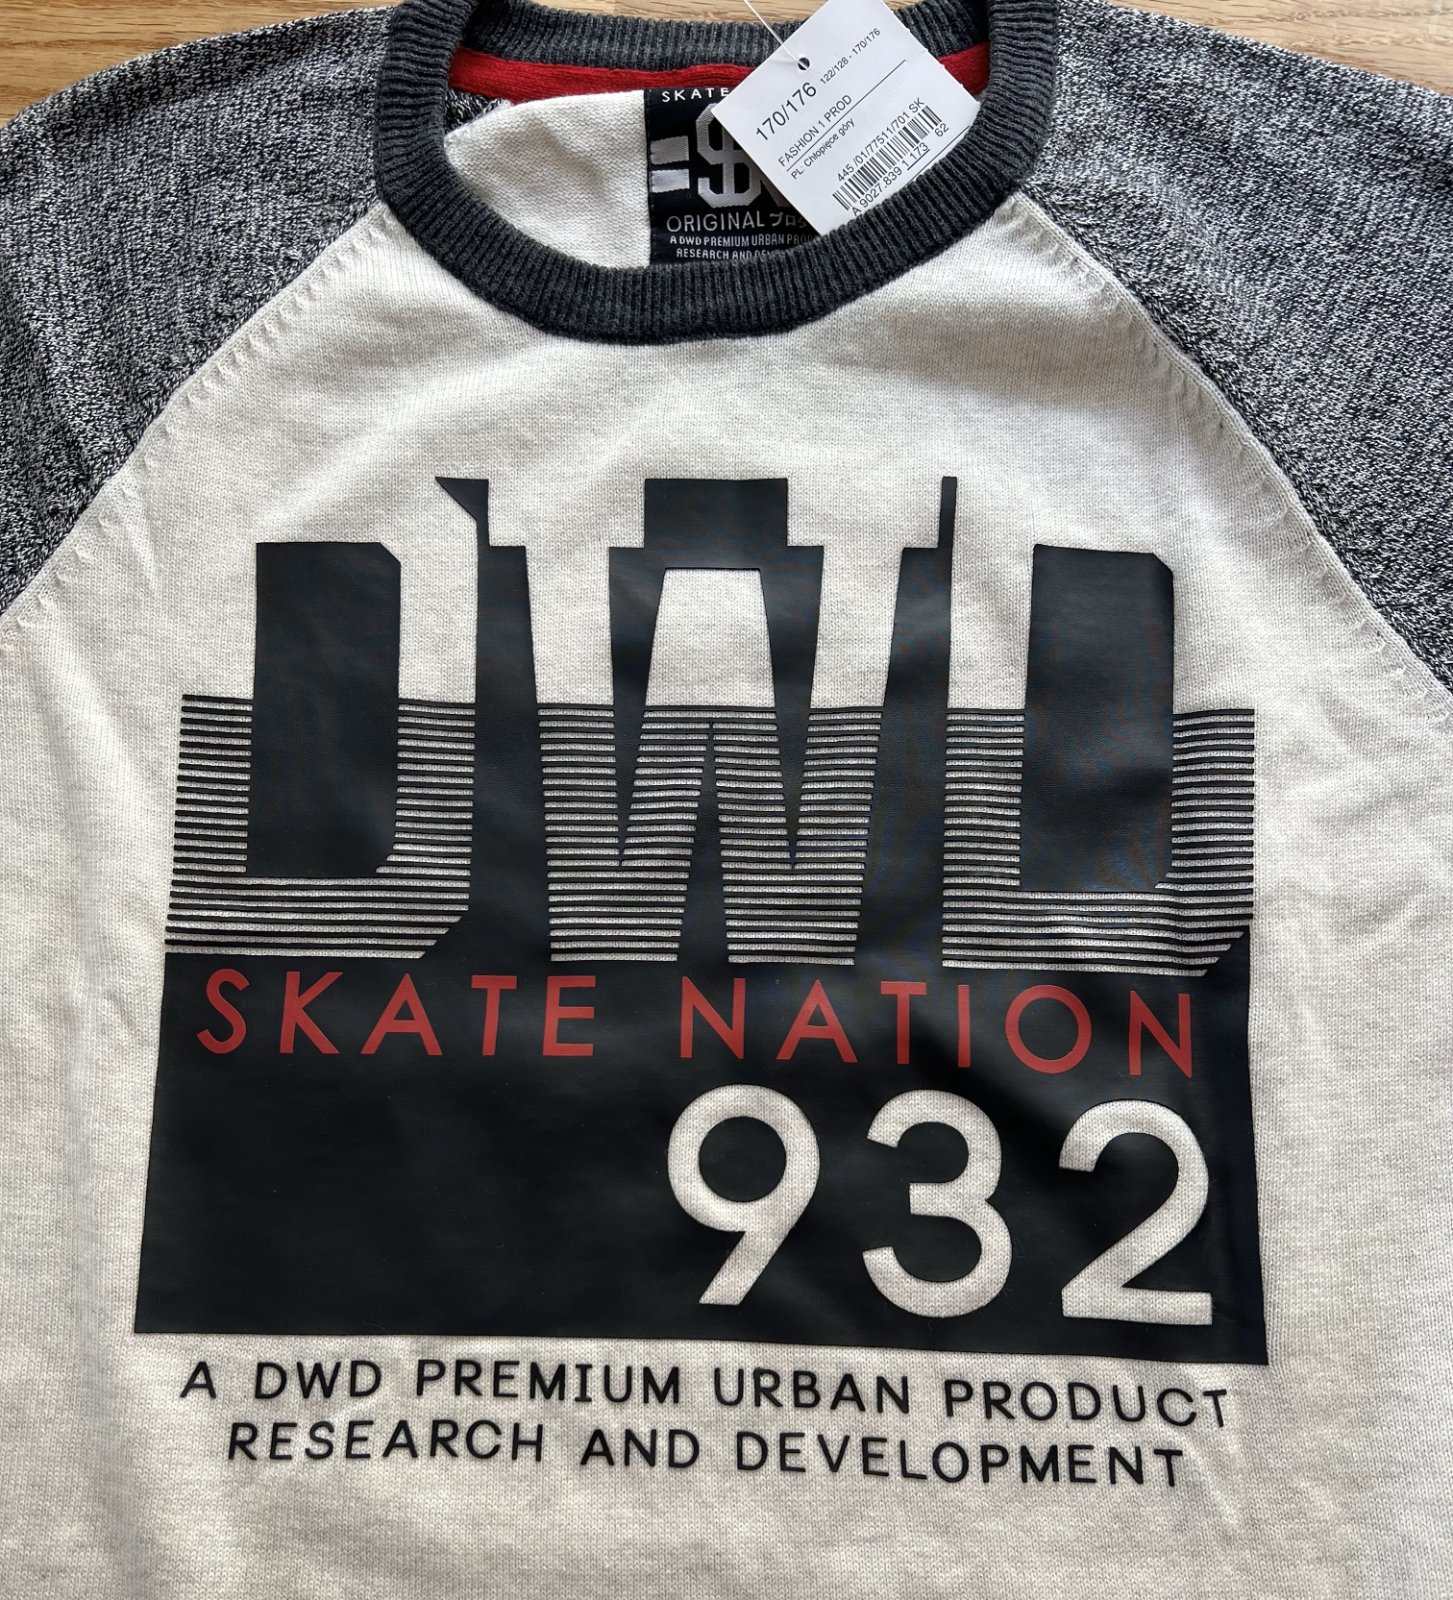 SKATE
ORIGINAL プロ
A DWD PREMIUM URBAN
RESEARCH AND
170/176 122/128 - 170/176
FASHION 1 PROD
PL: Chłopięce góry
445 /01/77511/701 SK
A 9027.839 1.173 62
DWD
SKATE NATION
932
A DWD PREMIUM URBAN PRODUCT
RESEARCH AND DEVELOPMENT